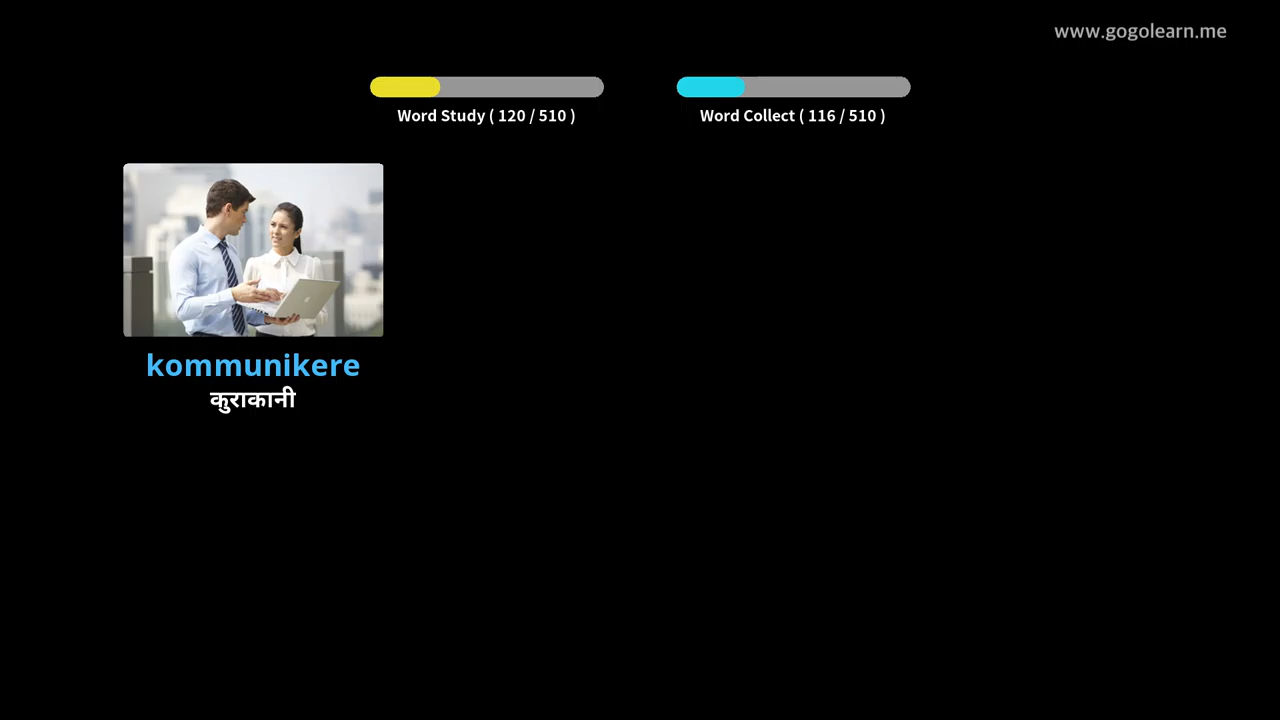 www.gogolearn.me
Word Study ( 120 / 510 )
Word Collect ( 116 / 510 )
kommunikere
कुराकानी